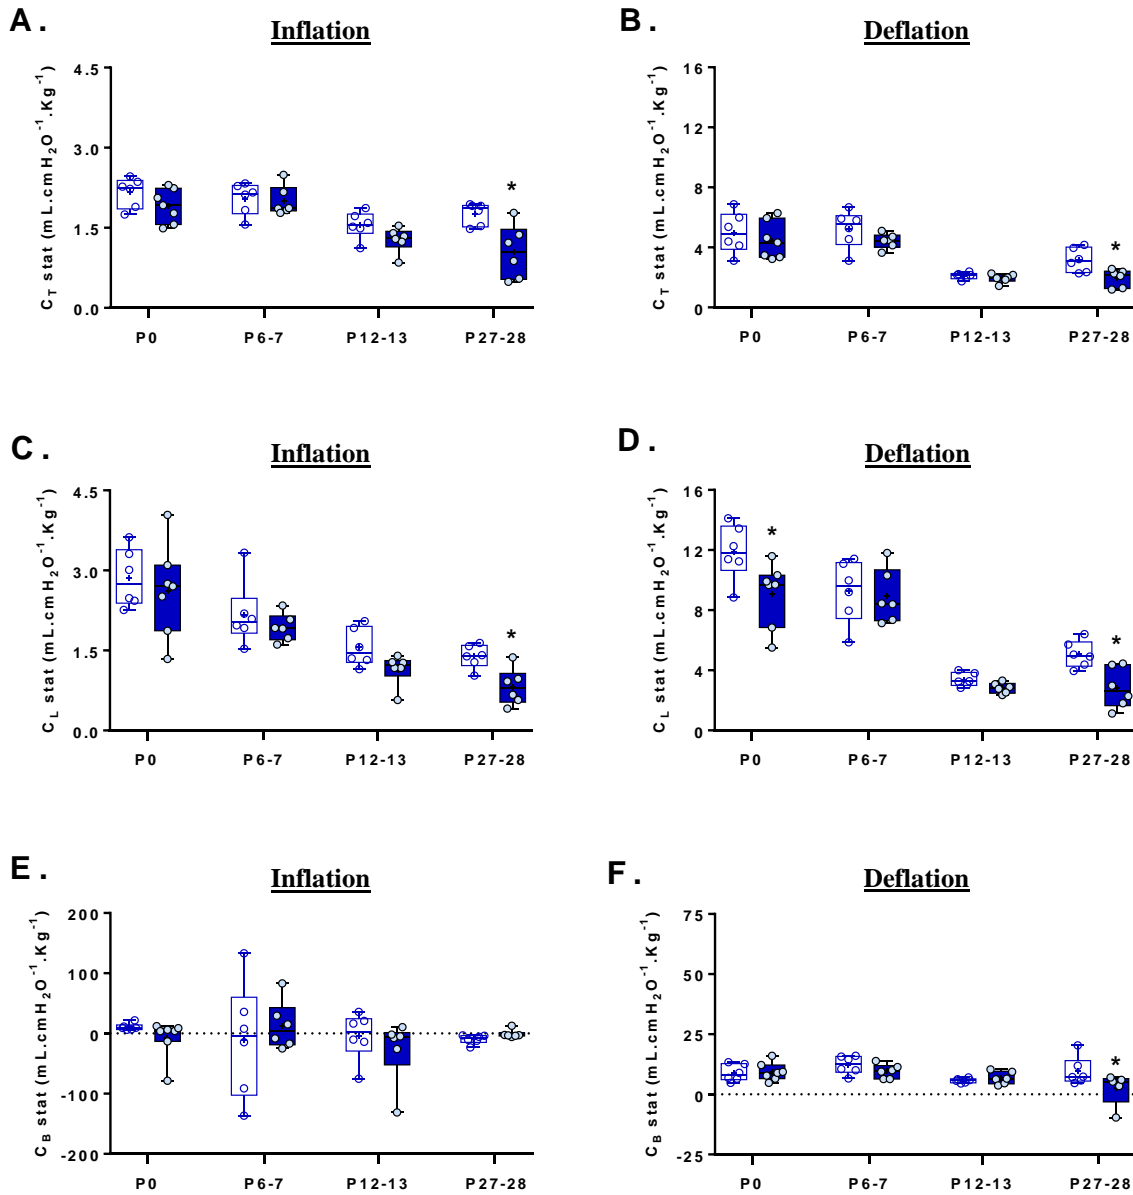 A.
Inflation
C_T stat (mL.cmH₂O⁻¹.Kg⁻¹)
4.5
3.0
1.5
0.0
*
P0 P6-7 P12-13 P27-28
B.
Deflation
C_T stat (mL.cmH₂O⁻¹.Kg⁻¹)
16
12
8
4
0
*
P0 P6-7 P12-13 P27-28
C.
Inflation
C_L stat (mL.cmH₂O⁻¹.Kg⁻¹)
4.5
3.0
1.5
0.0
*
P0 P6-7 P12-13 P27-28
D.
Deflation
C_L stat (mL.cmH₂O⁻¹.Kg⁻¹)
16
12
8
4
0
*
*
P0 P6-7 P12-13 P27-28
E.
Inflation
C_B stat (mL.cmH₂O⁻¹.Kg⁻¹)
200
100
0
-100
-200
P0 P6-7 P12-13 P27-28
F.
Deflation
C_B stat (mL.cmH₂O⁻¹.Kg⁻¹)
75
50
25
0
-25
*
P0 P6-7 P12-13 P27-28